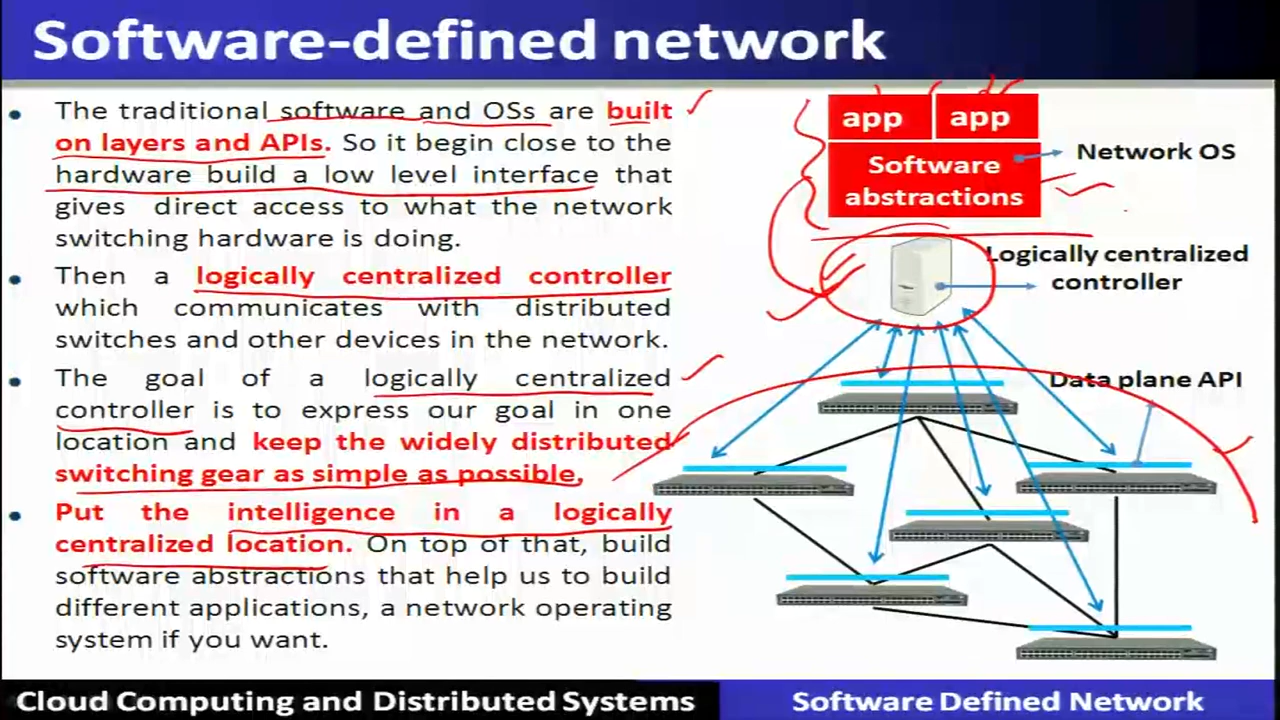 Software-defined network
The traditional software and OSs are built
on layers and APIs. So it begin close to the
hardware build a low level interface that
gives direct access to what the network
switching hardware is doing.
Then a logically centralized controller
which communicates with distributed
switches and other devices in the network.
The goal of a logically centralized
controller is to express our goal in one
location and keep the widely distributed
switching gear as simple as possible,
Put the intelligence in a logically
centralized location. On top of that, build
software abstractions that help us to build
different applications, a network operating
system if you want.
app app
Software
abstractions
Network OS
Logically centralized
controller
Data plane API
Cloud Computing and Distributed Systems
Software Defined Network